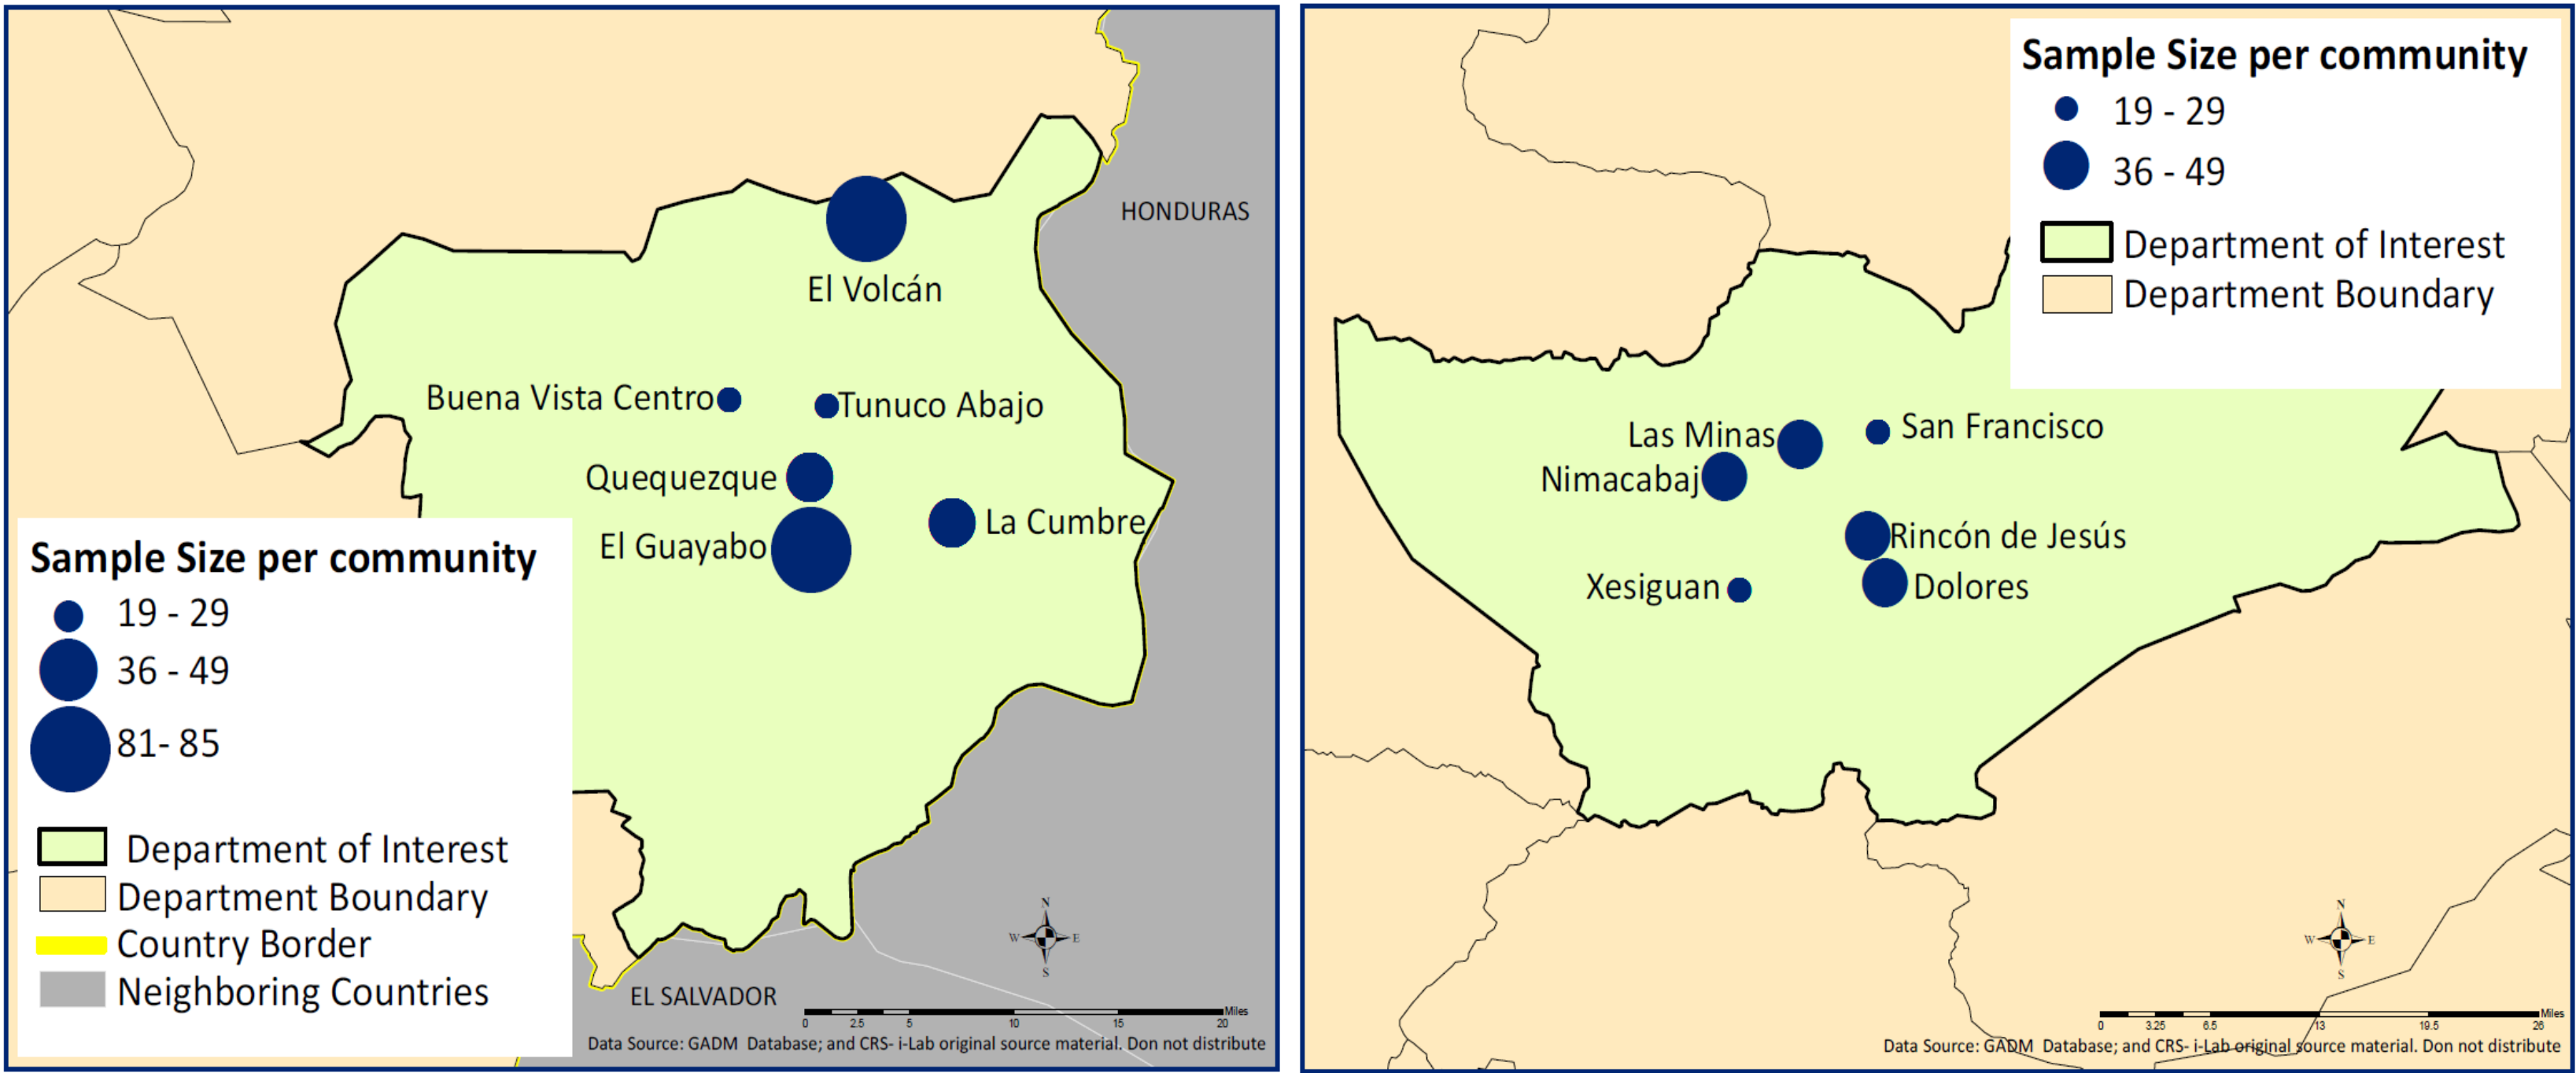 HONDURAS
El Volcán
Buena Vista Centro
Tunuco Abajo
Quequezque
La Cumbre
El Guayabo
Sample Size per community
19 - 29
36 - 49
81- 85
Department of Interest
Department Boundary
Country Border
Neighboring Countries
N
W E
S
EL SALVADOR
0 2.5 5 10 15 20 Miles
Data Source: GADM Database; and CRS- i-Lab original source material. Don not distribute
Sample Size per community
19 - 29
36 - 49
Department of Interest
Department Boundary
Las Minas
San Francisco
Nimacabaj
Rincón de Jesús
Xesiguan
Dolores
N
W E
S
0 3.25 6.5 13 19.5 26 Miles
Data Source: GADM Database; and CRS- i-Lab original source material. Don not distribute